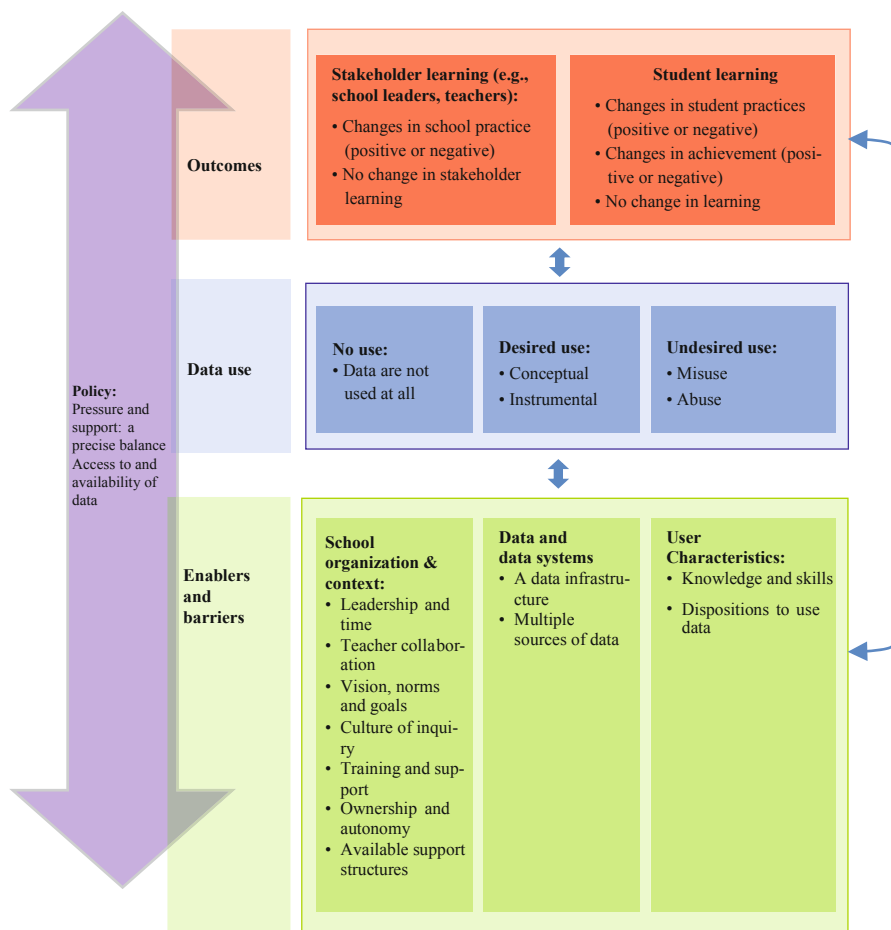 Outcomes
Stakeholder learning (e.g.,
school leaders, teachers):
• Changes in school practice
(positive or negative)
• No change in stakeholder
learning
Student learning
• Changes in student practices
(positive or negative)
• Changes in achievement (posi-
tive or negative)
• No change in learning
Policy:
Pressure and
support: a
precise balance
Access to and
availability of
data
Data use
No use:
• Data are not
used at all
Desired use:
• Conceptual
• Instrumental
Undesired use:
• Misuse
• Abuse
Enablers
and
barriers
School
organization &
context:
• Leadership and
time
• Teacher collabor-
ation
• Vision, norms
and goals
• Culture of inqui-
ry
• Training and sup-
port
• Ownership and
autonomy
• Available support
structures
Data and
data systems
• A data infrastru-
cture
• Multiple
sources of data
User
Characteristics:
• Knowledge and skills
• Dispositions to use
data